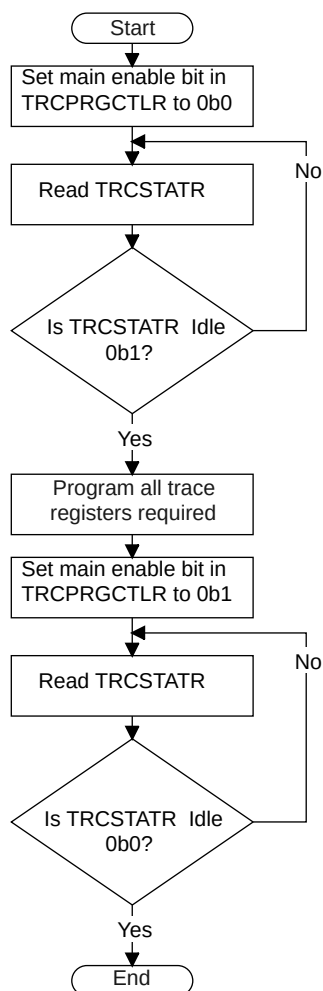 Start
Set main enable bit in
TRCPRGCTLR to 0b0
No
Read TRCSTATR
Is TRCSTATR Idle
0b1?
Yes
Program all trace
registers required
Set main enable bit in
TRCPRGCTLR to 0b1
No
Read TRCSTATR
Is TRCSTATR Idle
0b0?
Yes
End